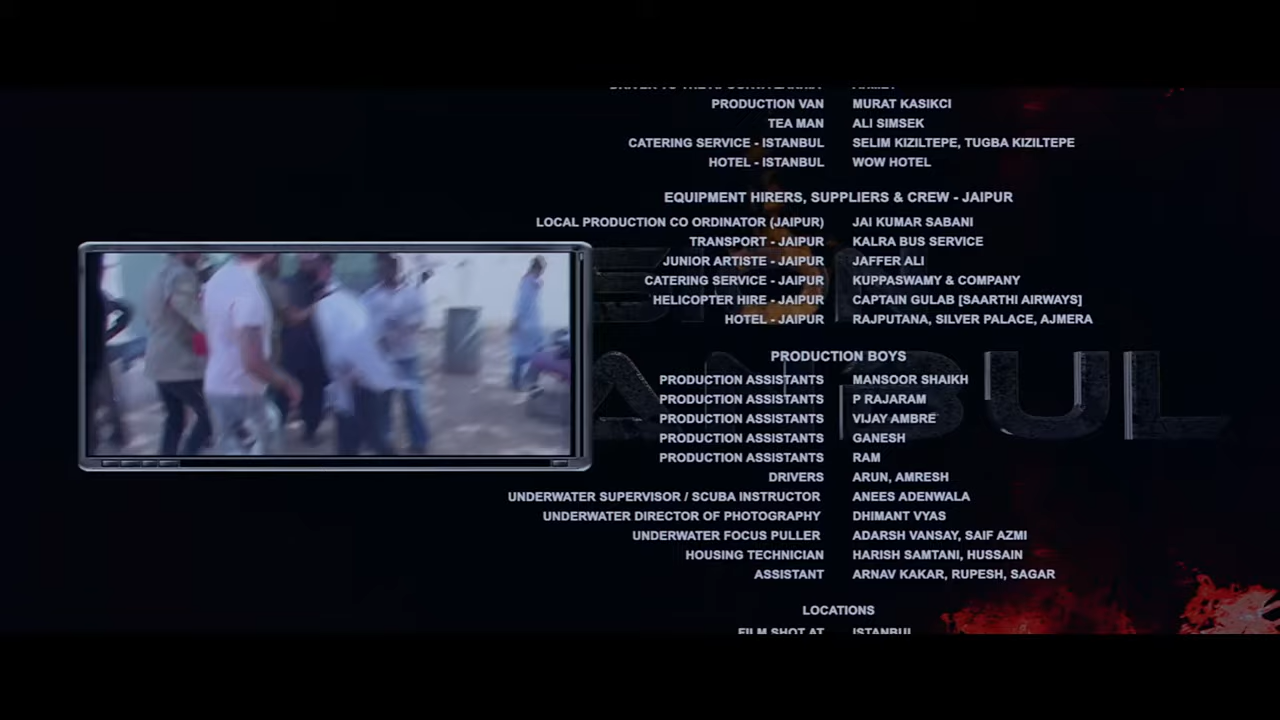 PRODUCTION VAN MURAT KASIKCI
TEA MAN ALI SIMSEK
CATERING SERVICE - ISTANBUL SELIM KIZILTEPE, TUGBA KIZILTEPE
HOTEL - ISTANBUL WOW HOTEL
EQUIPMENT HIRERS, SUPPLIERS & CREW - JAIPUR
LOCAL PRODUCTION CO ORDINATOR (JAIPUR) JAI KUMAR SABANI
TRANSPORT - JAIPUR KALRA BUS SERVICE
JUNIOR ARTISTE - JAIPUR JAFFER ALI
CATERING SERVICE - JAIPUR KUPPASWAMY & COMPANY
HELICOPTER HIRE - JAIPUR CAPTAIN GULAB [SAARTHI AIRWAYS]
HOTEL - JAIPUR RAJPUTANA, SILVER PALACE, AJMERA
PRODUCTION BOYS
PRODUCTION ASSISTANTS MANSOOR SHAIKH
PRODUCTION ASSISTANTS P RAJARAM
PRODUCTION ASSISTANTS VIJAY AMBRE
PRODUCTION ASSISTANTS GANESH
PRODUCTION ASSISTANTS RAM
DRIVERS ARUN, AMRESH
UNDERWATER SUPERVISOR / SCUBA INSTRUCTOR ANEES ADENWALA
UNDERWATER DIRECTOR OF PHOTOGRAPHY DHIMANT VYAS
UNDERWATER FOCUS PULLER ADARSH VANSAY, SAIF AZMI
HOUSING TECHNICIAN HARISH SAMTANI, HUSSAIN
ASSISTANT ARNAV KAKAR, RUPESH, SAGAR
LOCATIONS
FILM SHOT AT ISTANBUL